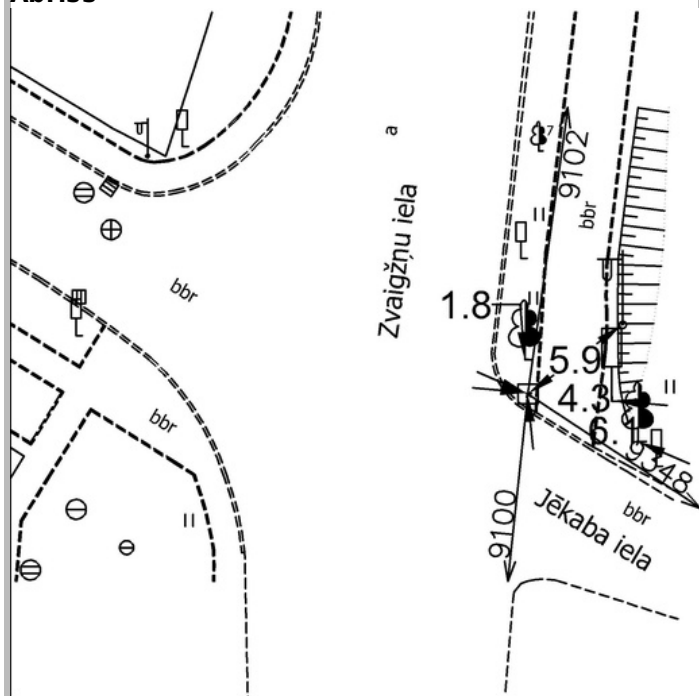 a
7
9102
bbr
Zvaigžņu iela
bbr
1.8
5.9
4.3
6.1
9348
bbr
bbr
9100
Jēkaba iela